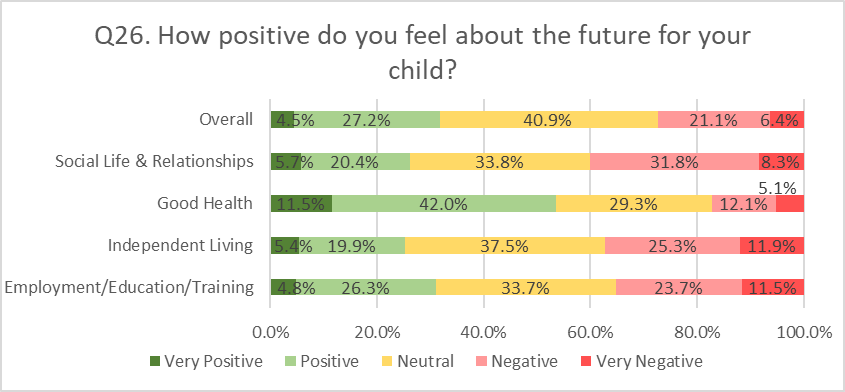 Q26. How positive do you feel about the future for your
child?
Overall 4.5% 27.2% 40.9% 21.1% 6.4%
Social Life & Relationships 5.7% 20.4% 33.8% 31.8% 8.3%
5.1%
Good Health 11.5% 42.0% 29.3% 12.1%
Independent Living 5.4% 19.9% 37.5% 25.3% 11.9%
Employment/Education/Training 4.8% 26.3% 33.7% 23.7% 11.5%
0.0% 20.0% 40.0% 60.0% 80.0% 100.0%
Very Positive Positive Neutral Negative Very Negative